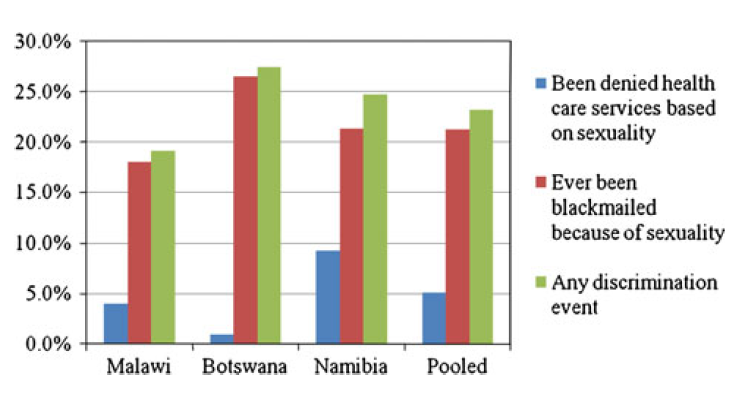 30.0%
25.0%
20.0%
15.0%
10.0%
5.0%
0.0%
Malawi Botswana Namibia Pooled
Been denied health
care services based
on sexuality
Ever been
blackmailed
because of sexuality
Any discrimination
event